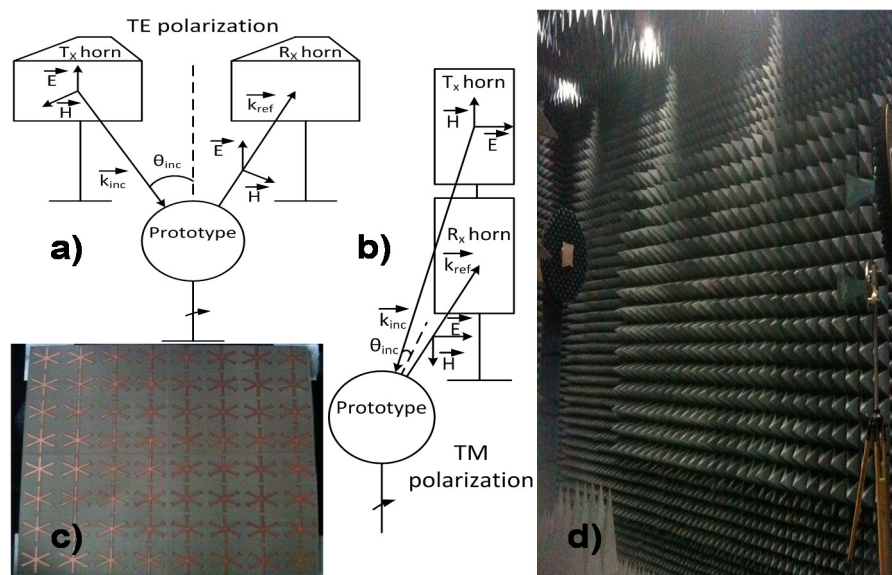 TE polarization
Tx horn
E
H
Rx horn
kref
E
H
θinc
kinc
Prototype
a)
Tx horn
H
E
Rx horn
kref
b)
kinc
θinc
E
H
Prototype
TM
polarization
c)
d)